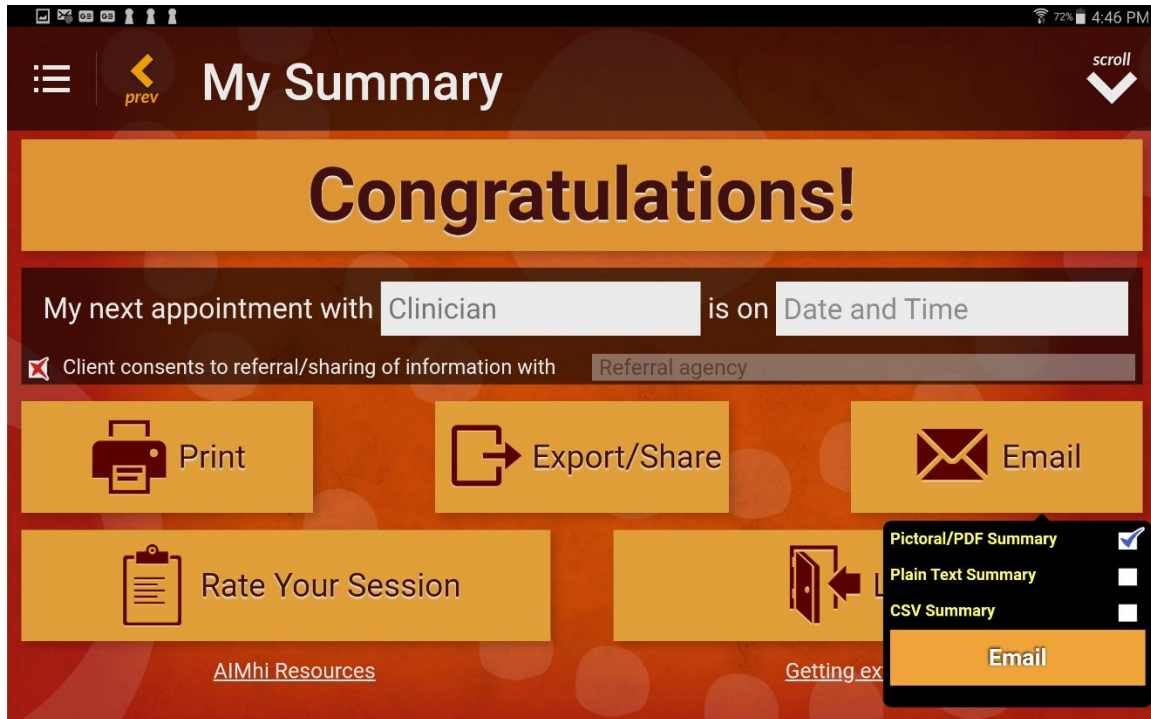 72% 4:46 PM
prev My Summary scroll
Congratulations!
My next appointment with Clinician is on Date and Time
Client consents to referral/sharing of information with Referral agency
Print Export/Share Email
Pictoral/PDF Summary
Plain Text Summary
CSV Summary
Email
Rate Your Session L
AIMhi Resources Getting ex